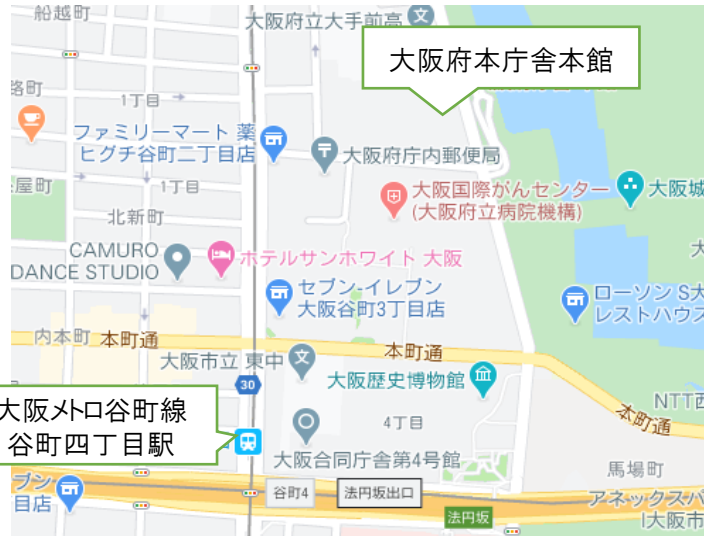 船越町
大阪府立大手前高
大阪府本庁舎本館
路町
1丁目
ファミリーマート 薬
ヒグチ谷町二丁目店
大阪府庁内郵便局
屋町
1丁目
大阪国際がんセンター
(大阪府立病院機構)
大阪城
北新町
CAMURO
DANCE STUDIO
ホテルサンホワイト 大阪
セブン-イレブン
大阪谷町3丁目店
ローソン S大
レストハウス
内本町
本町通
大阪市立 東中
本町通
30
大阪歴史博物館
NTT西
本町通
大阪メトロ谷町線
谷町四丁目駅
4丁目
大阪合同庁舎第4号館
馬場町
ブン
目店
谷町4
法円坂出口
アネックスパ
法円坂
大阪市